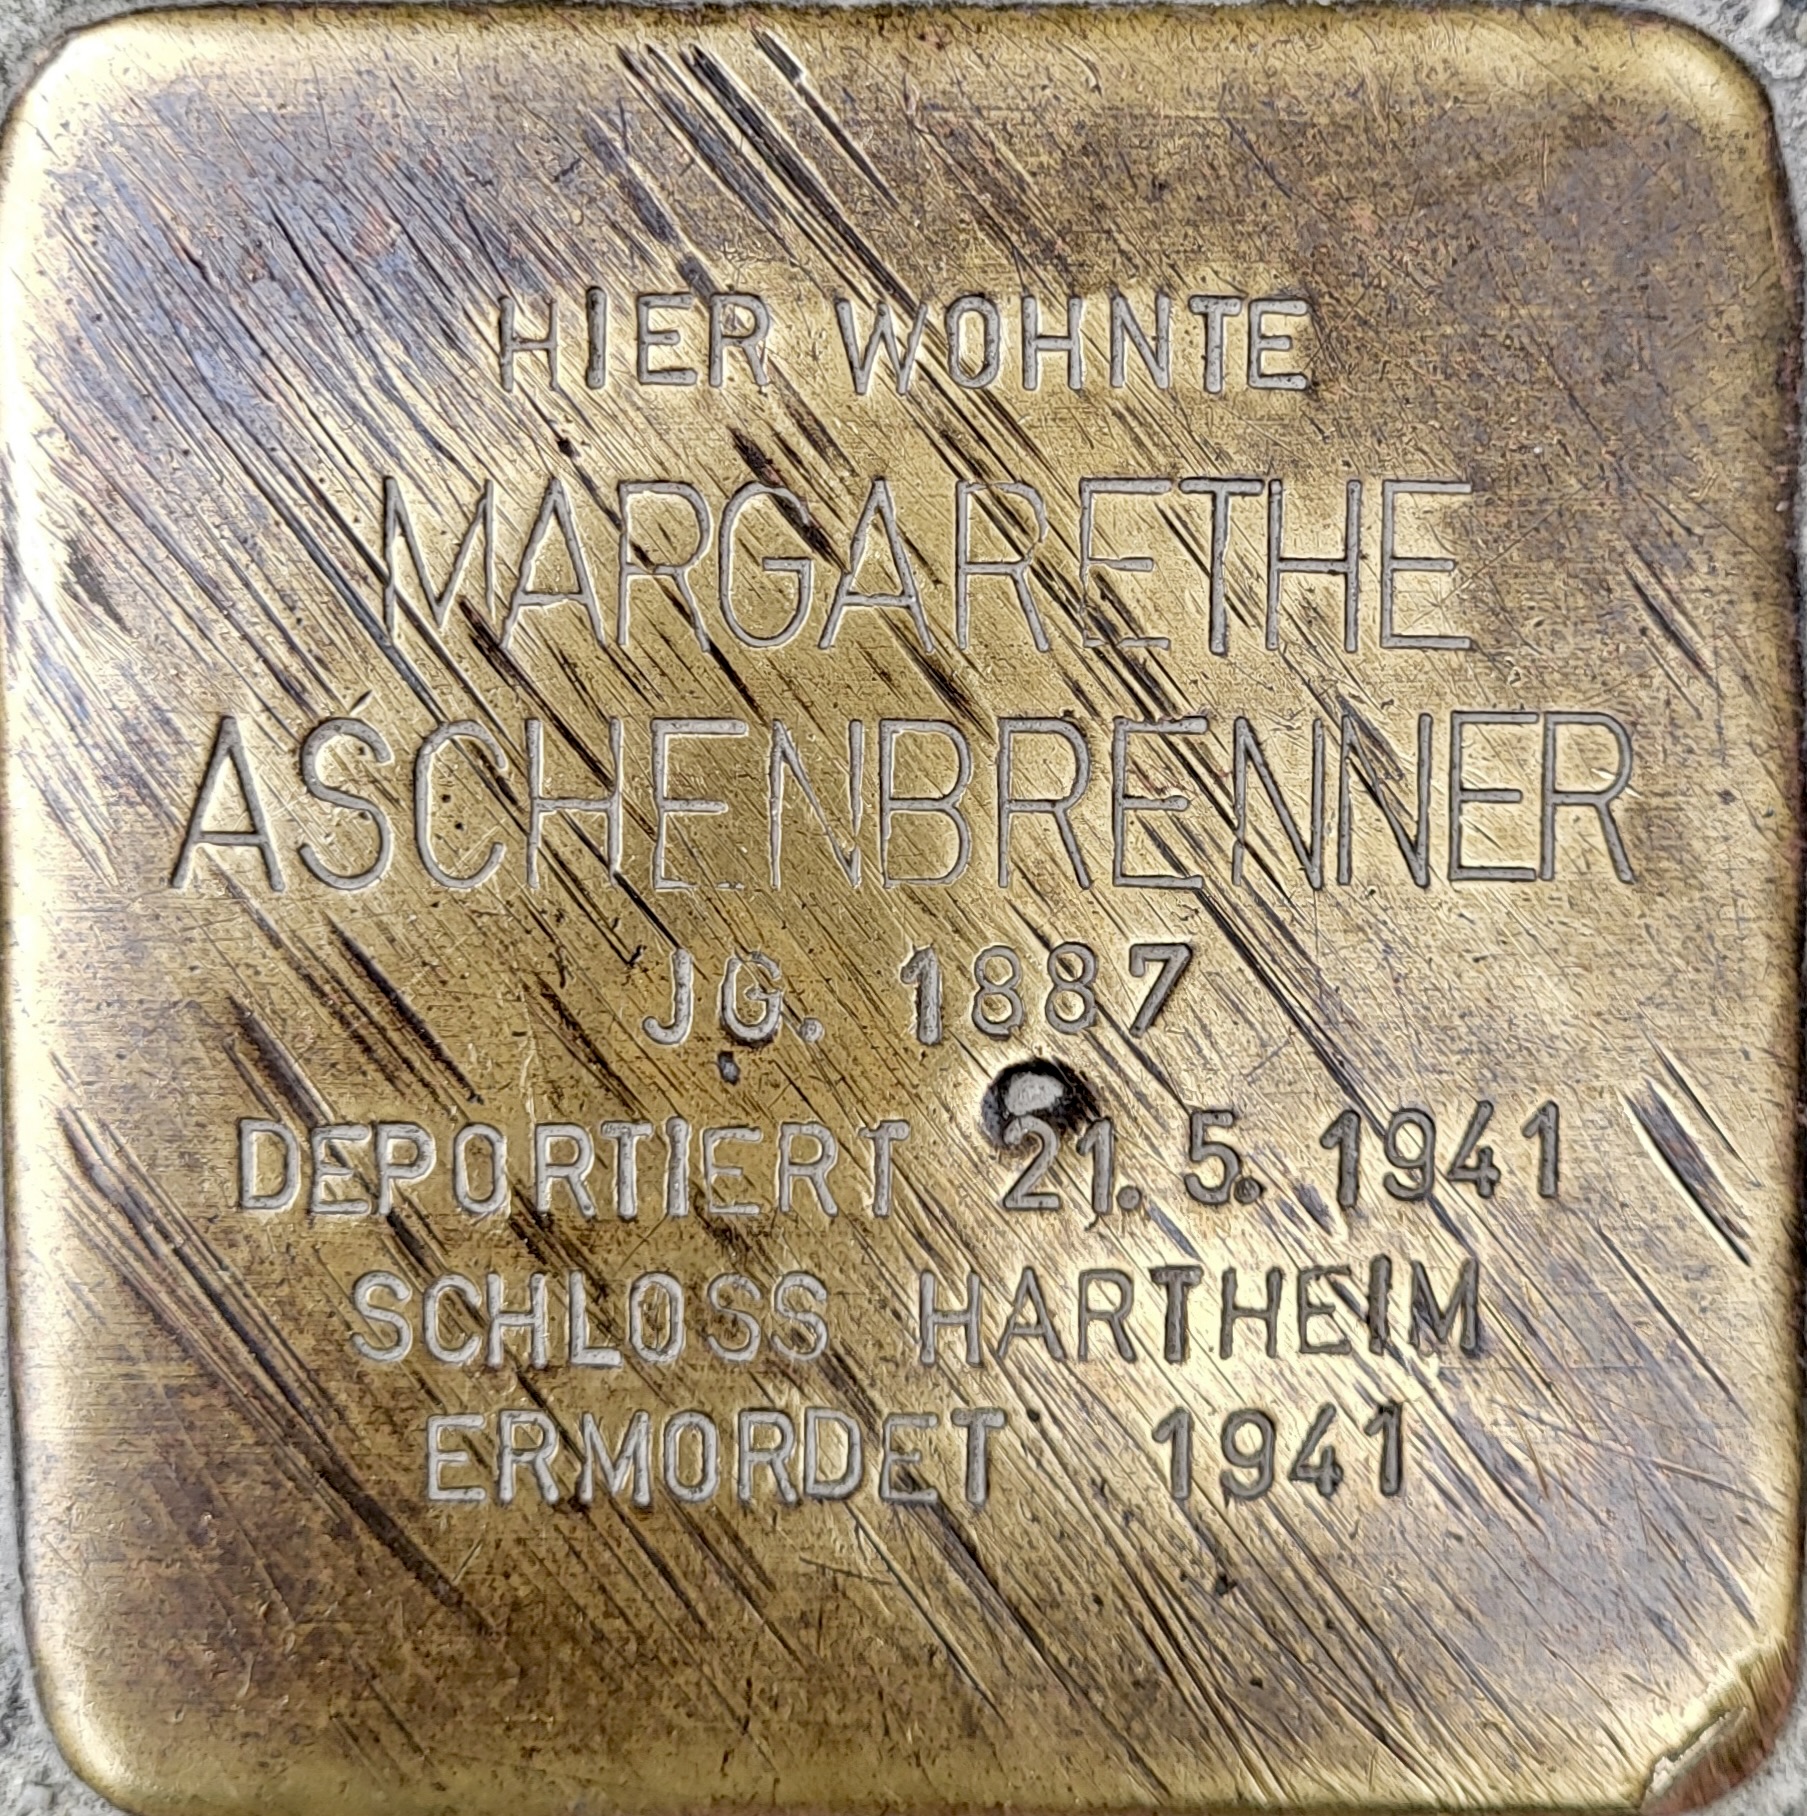 HIER WOHNTE
MARGARETHE
ASCHENBRENNER
JG. 1887
DEPORTIERT 21. 5. 1941
SCHLOSS HARTHEIM
ERMORDET 1941